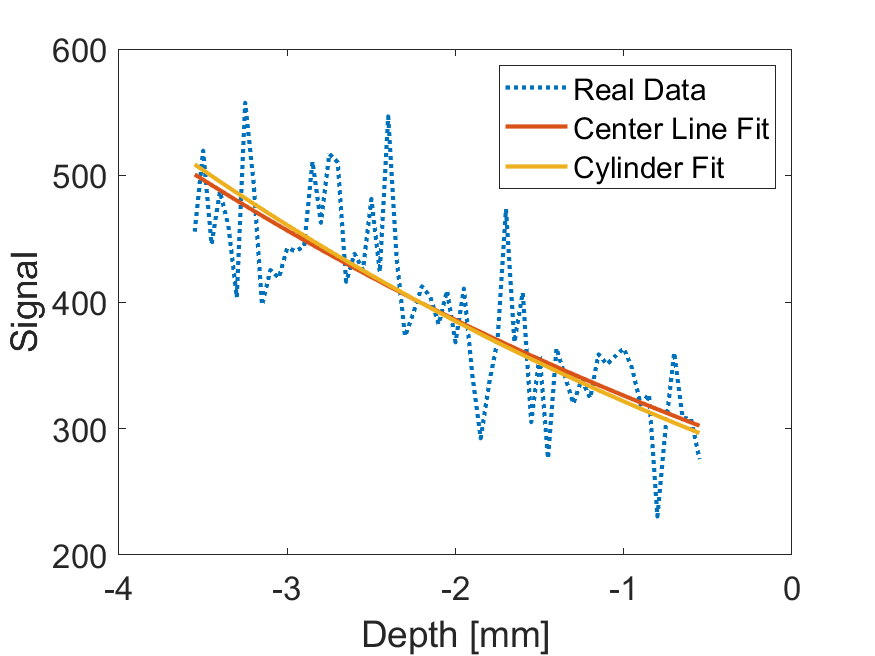 600
500
400
300
200
-4
-3
-2
-1
0
Signal
Depth [mm]
Real Data
Center Line Fit
Cylinder Fit